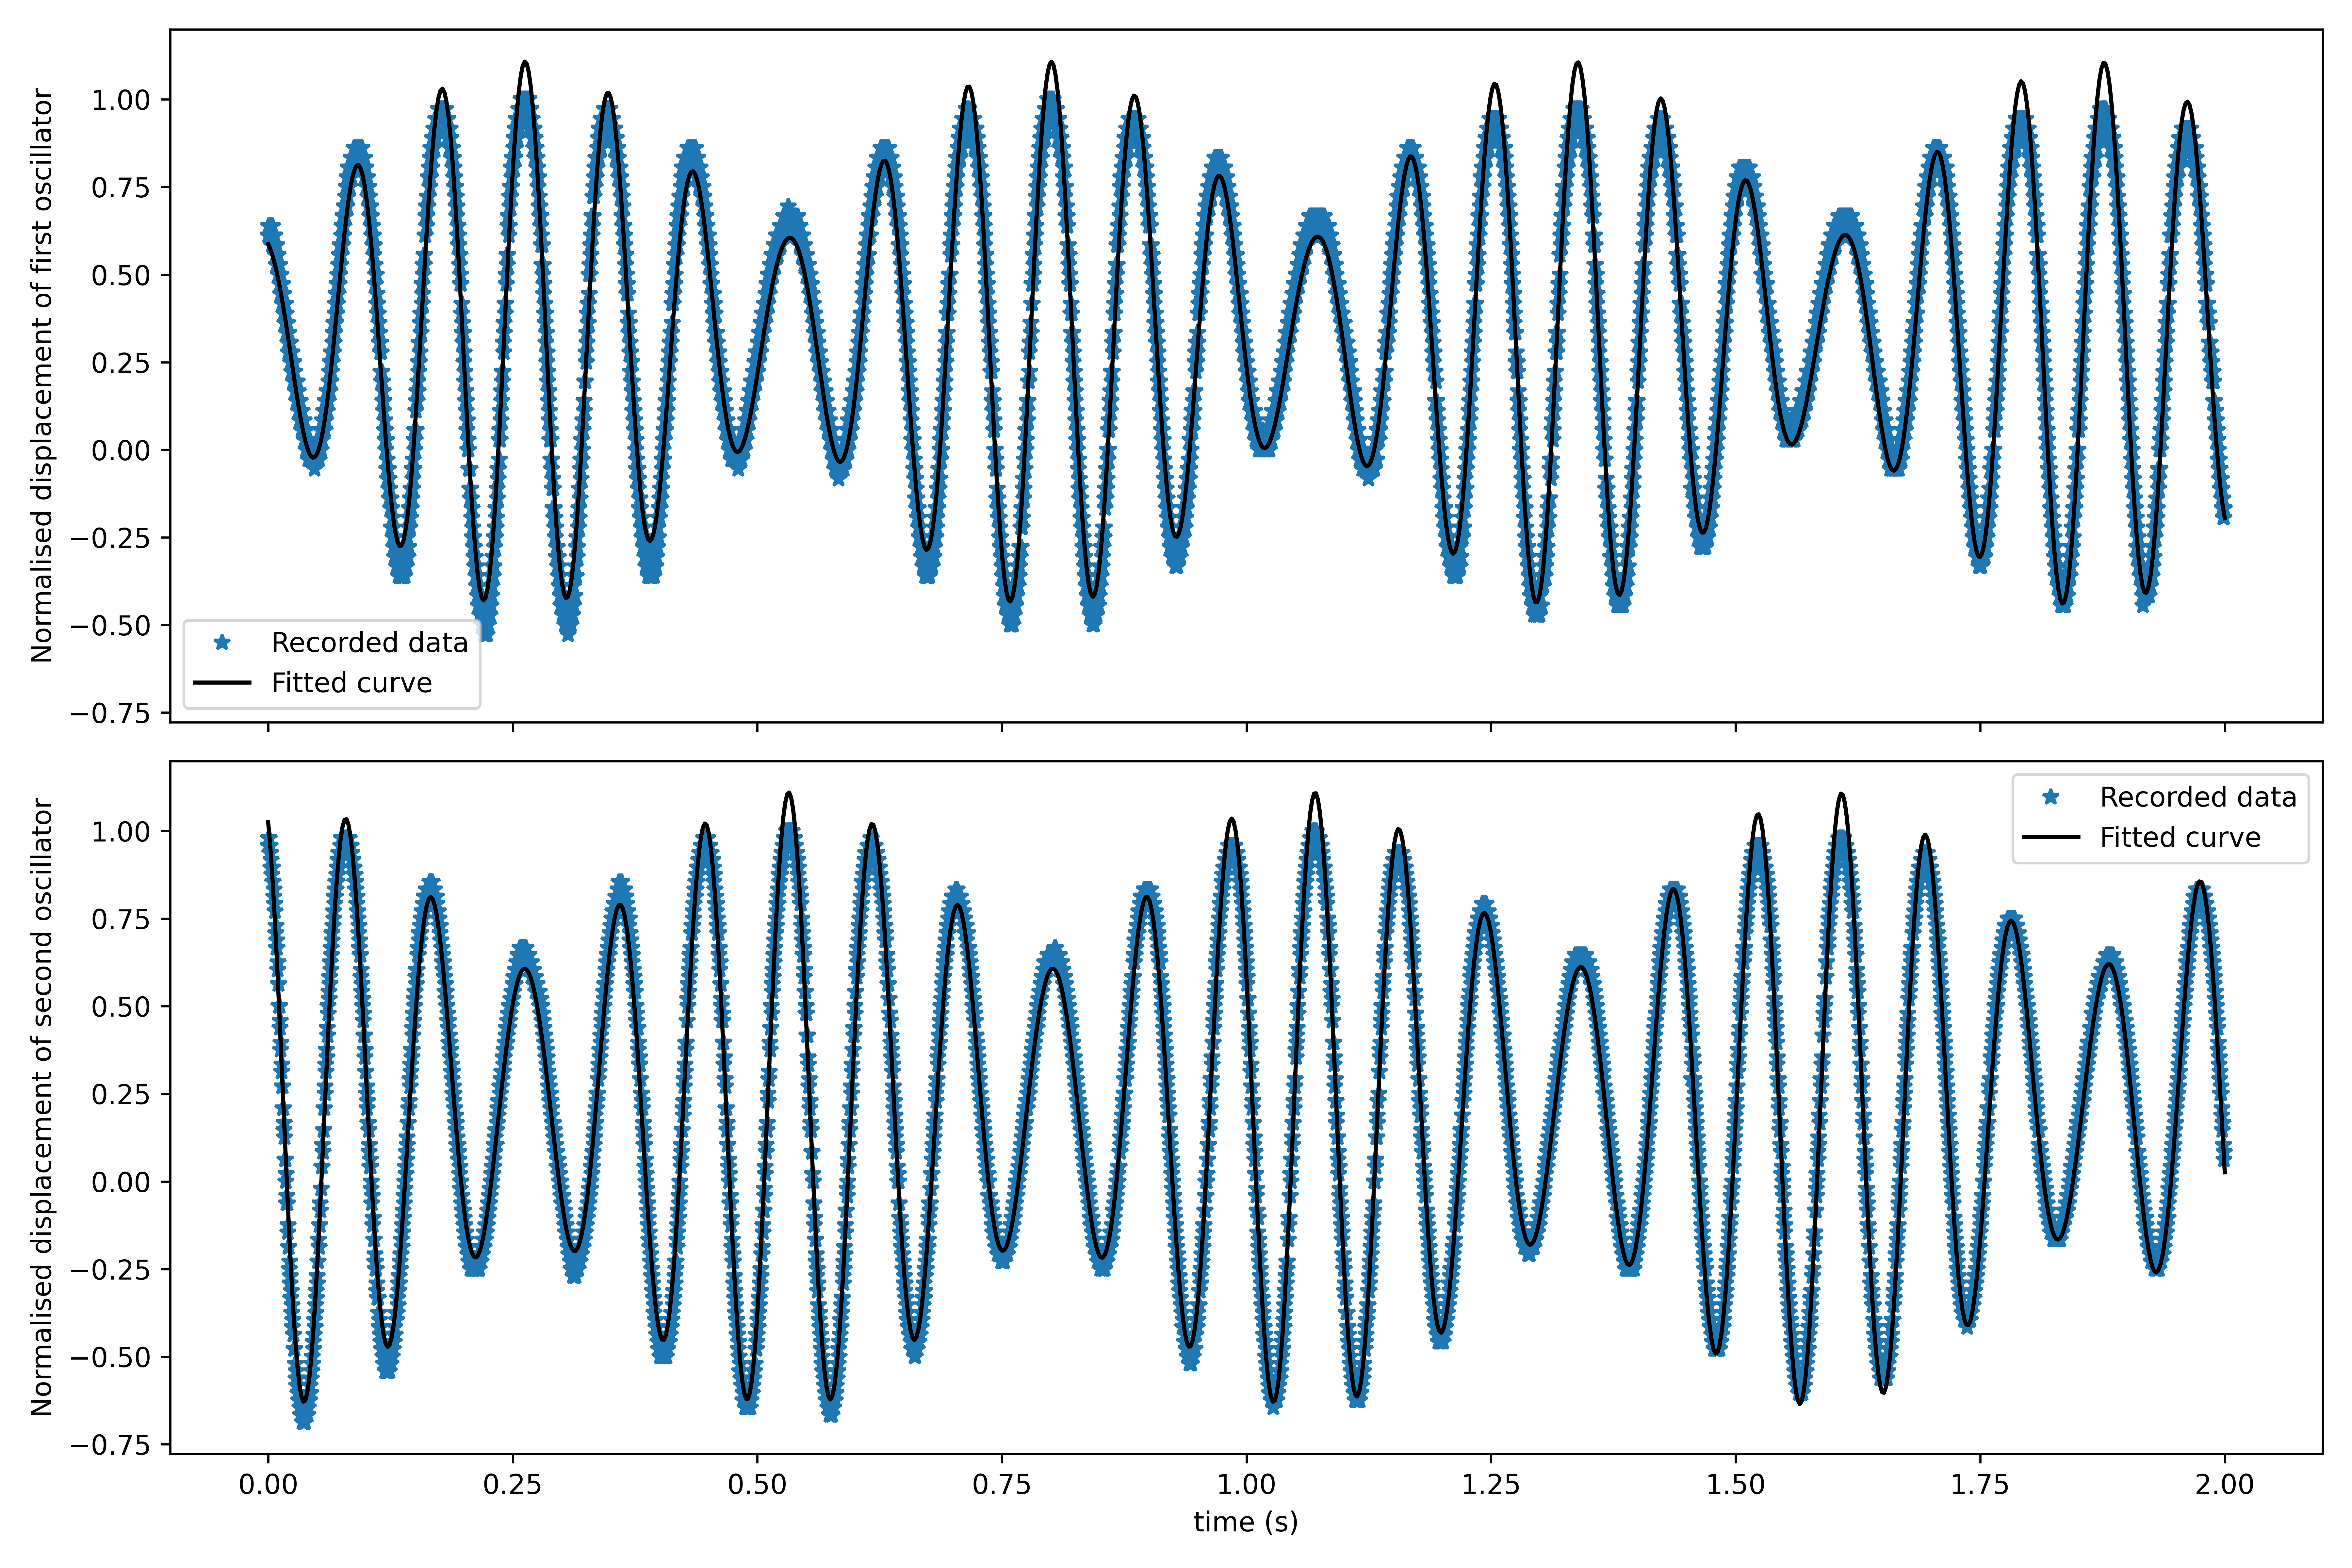 Normalised displacement of first oscillator
1.00
0.75
0.50
0.25
0.00
−0.25
−0.50
−0.75
Recorded data
Fitted curve
Normalised displacement of second oscillator
1.00
0.75
0.50
0.25
0.00
−0.25
−0.50
−0.75
Recorded data
Fitted curve
0.00 0.25 0.50 0.75 1.00 1.25 1.50 1.75 2.00
time (s)